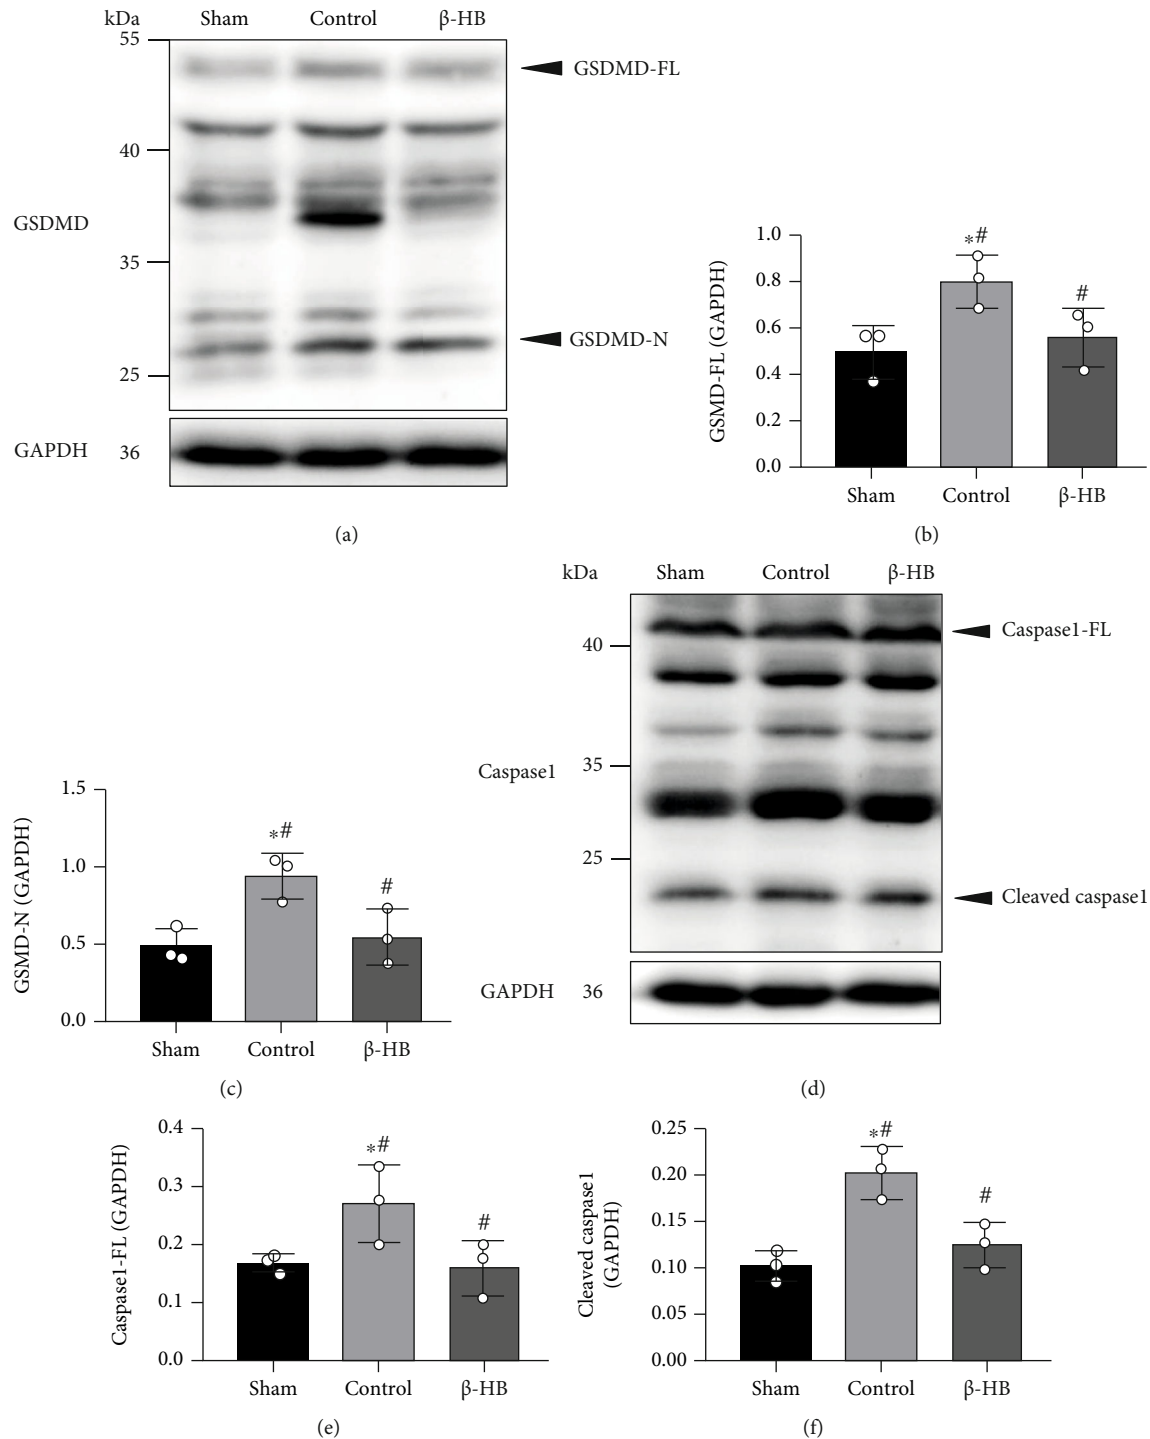 kDa Sham Control β-HB
55
GSDMD-FL
40
GSDMD
35
GSDMD-N
25
GAPDH 36
(a)
GSMD-FL (GAPDH)
1.0
0.8
0.6
0.4
0.2
0.0
*#
#
Sham Control β-HB
(b)
GSMD-N (GAPDH)
1.5
1.0
0.5
0.0
*#
#
Sham Control β-HB
(c)
kDa Sham Control β-HB
Caspase1-FL
40
Caspase1
35
25
Cleaved caspase1
GAPDH 36
(d)
Caspase1-FL (GAPDH)
0.4
0.3
0.2
0.1
0.0
*#
#
Sham Control β-HB
(e)
Cleaved caspase1
(GAPDH)
0.25
0.20
0.15
0.10
0.05
0.00
*#
#
Sham Control β-HB
(f)